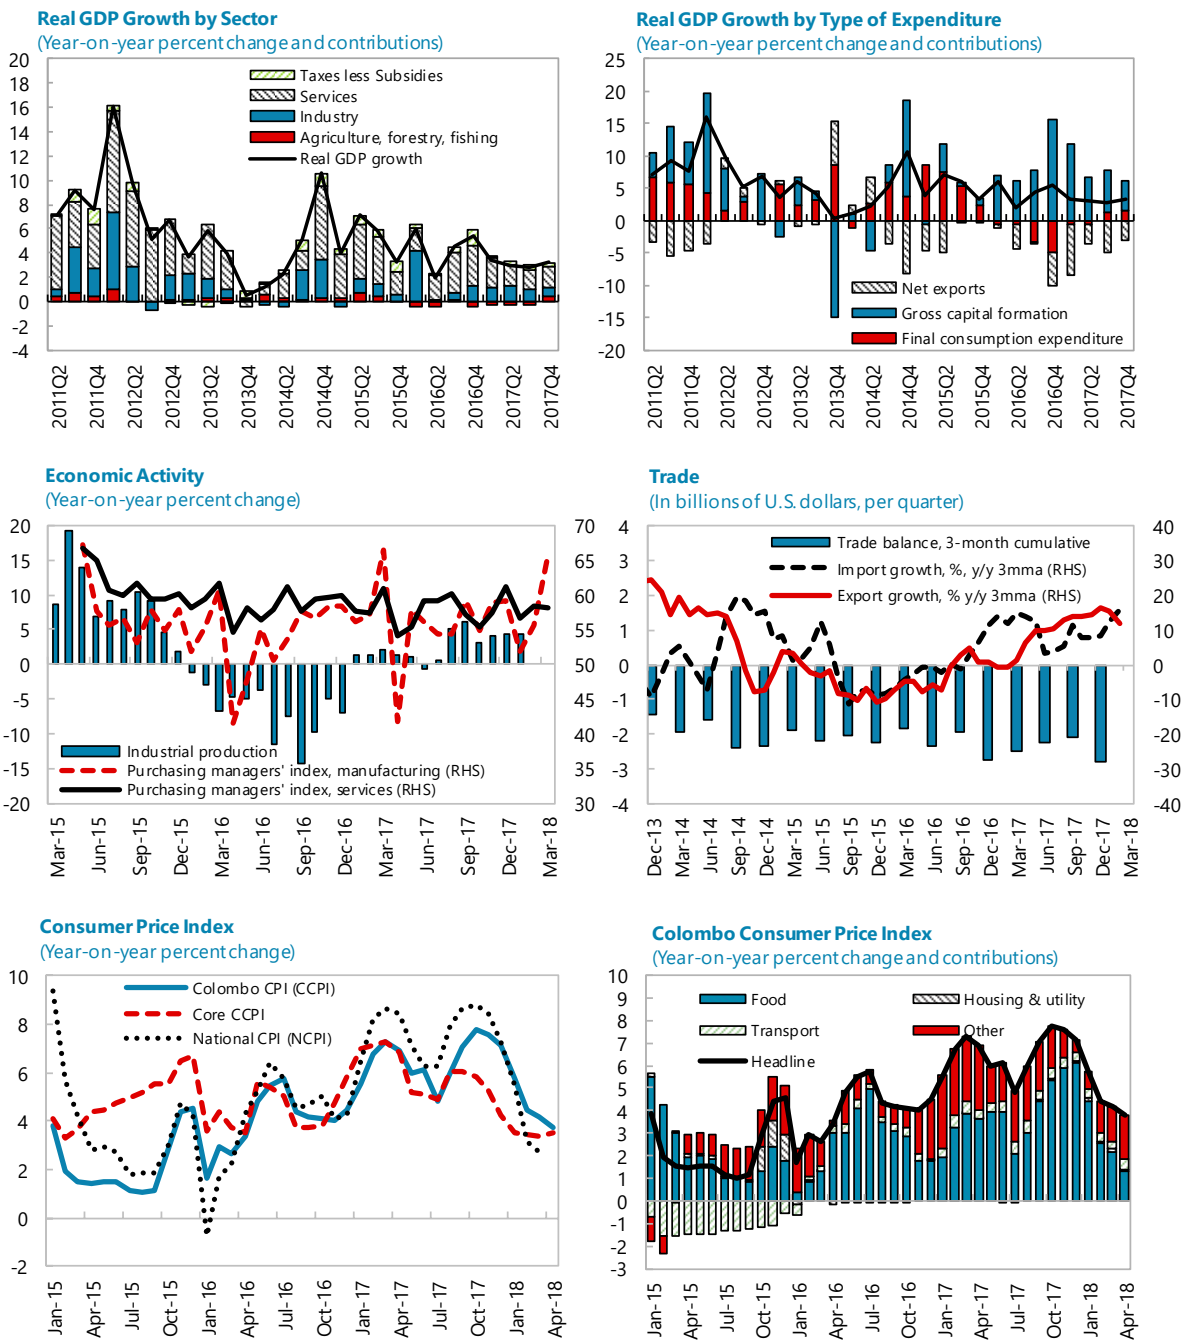 Real GDP Growth by Sector
(Year-on-year percent change and contributions)
20
18
16
14
12
10
8
6
4
2
0
-2
-4
Taxes less Subsidies
Services
Industry
Agriculture, forestry, fishing
Real GDP growth
2011Q2
2011Q4
2012Q2
2012Q4
2013Q2
2013Q4
2014Q2
2014Q4
2015Q2
2015Q4
2016Q2
2016Q4
2017Q2
2017Q4
Real GDP Growth by Type of Expenditure
(Year-on-year percent change and contributions)
25
20
15
10
5
0
-5
-10
-15
-20
Net exports
Gross capital formation
Final consumption expenditure
2011Q2
2011Q4
2012Q2
2012Q4
2013Q2
2013Q4
2014Q2
2014Q4
2015Q2
2015Q4
2016Q2
2016Q4
2017Q2
2017Q4
Economic Activity
(Year-on-year percent change)
20
15
10
5
0
-5
-10
-15
-20
70
65
60
55
50
45
40
35
30
Industrial production
Purchasing managers' index, manufacturing (RHS)
Purchasing managers' index, services (RHS)
Mar-15
Jun-15
Sep-15
Dec-15
Mar-16
Jun-16
Sep-16
Dec-16
Mar-17
Jun-17
Sep-17
Dec-17
Mar-18
Trade
(In billions of U.S. dollars, per quarter)
4
3
2
1
0
-1
-2
-3
-4
40
30
20
10
0
-10
-20
-30
-40
Trade balance, 3-month cumulative
Import growth, %, y/y 3mma (RHS)
Export growth, % y/y 3mma (RHS)
Dec-13
Mar-14
Jun-14
Sep-14
Dec-14
Mar-15
Jun-15
Sep-15
Dec-15
Mar-16
Jun-16
Sep-16
Dec-16
Mar-17
Jun-17
Sep-17
Dec-17
Mar-18
Consumer Price Index
(Year-on-year percent change)
10
8
6
4
2
0
-2
Colombo CPI (CCPI)
Core CCPI
National CPI (NCPI)
Jan-15
Apr-15
Jul-15
Oct-15
Jan-16
Apr-16
Jul-16
Oct-16
Jan-17
Apr-17
Jul-17
Oct-17
Jan-18
Apr-18
Colombo Consumer Price Index
(Year-on-year percent change and contributions)
10
9
8
7
6
5
4
3
2
1
0
-1
-2
-3
Food
Housing & utility
Transport
Other
Headline
Jan-15
Apr-15
Jul-15
Oct-15
Jan-16
Apr-16
Jul-16
Oct-16
Jan-17
Apr-17
Jul-17
Oct-17
Jan-18
Apr-18